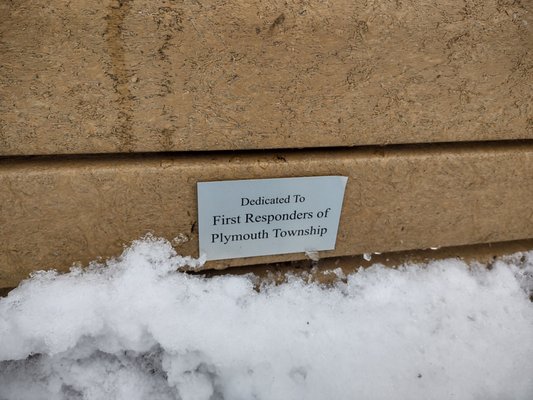 Dedicated To
First Responders of
Plymouth Township